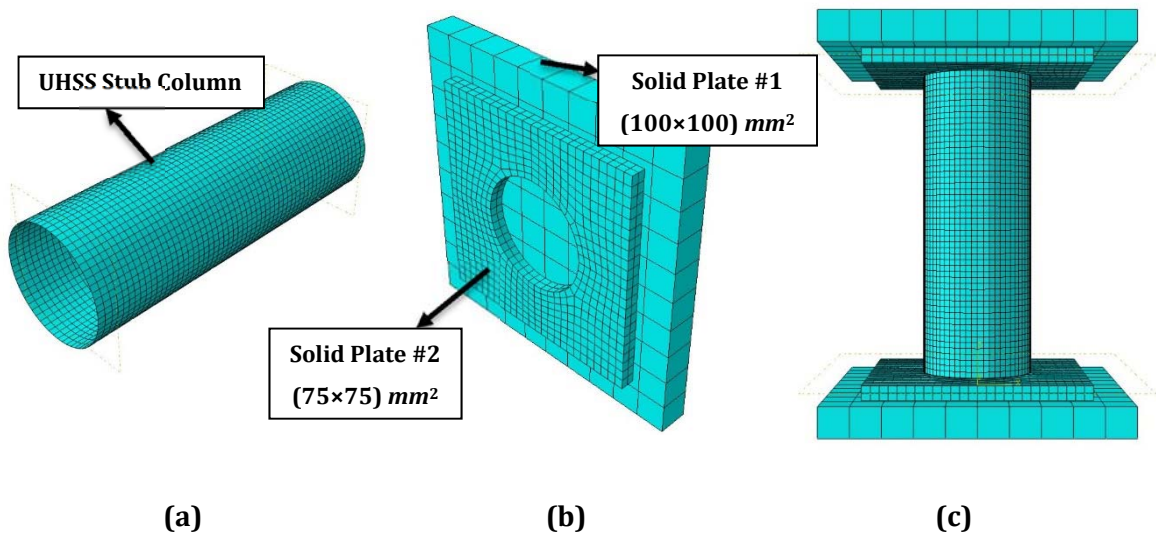 UHSS Stub Column
Solid Plate #1
(100×100) mm²
Solid Plate #2
(75×75) mm²
(a)
(b)
(c)